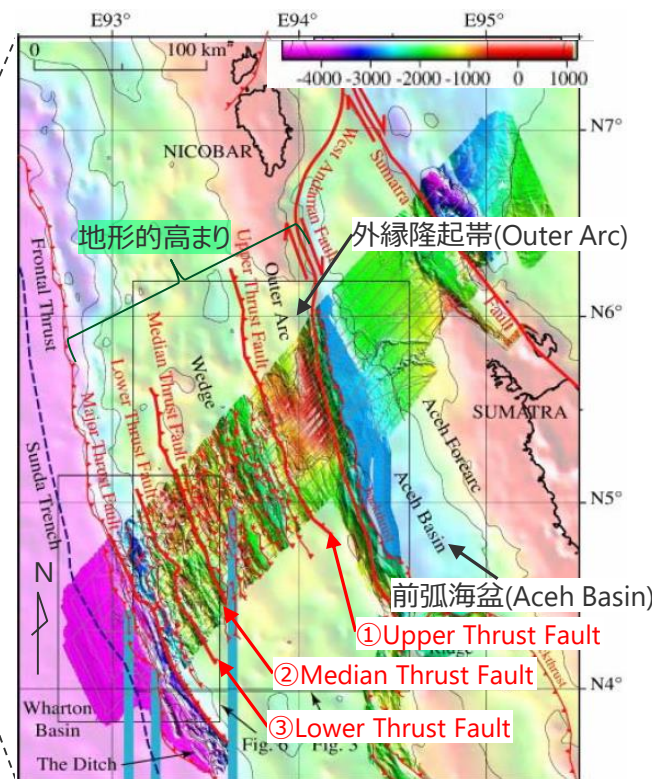 E93° E94° E95°
0 100 km
-4000 -3000 -2000 -1000 0 1000
N7°
NICOBAR
West Andaman Fault
Sumatra
Fault
地形的高まり
外縁隆起帯(Outer Arc)
Frontal Thrust
Upper Thrust Fault
Outer Arc
N6°
Median Thrust Fault
Lower Thrust Fault
Wedge
Major Thrust Fault
SUMATRA
Sunda Trench
Aceh Forearc
Aceh Basin
N5°
N
前弧海盆(Aceh Basin)
①Upper Thrust Fault
②Median Thrust Fault
N4°
Wharton
Basin
③Lower Thrust Fault
Fig. 6
The Ditch